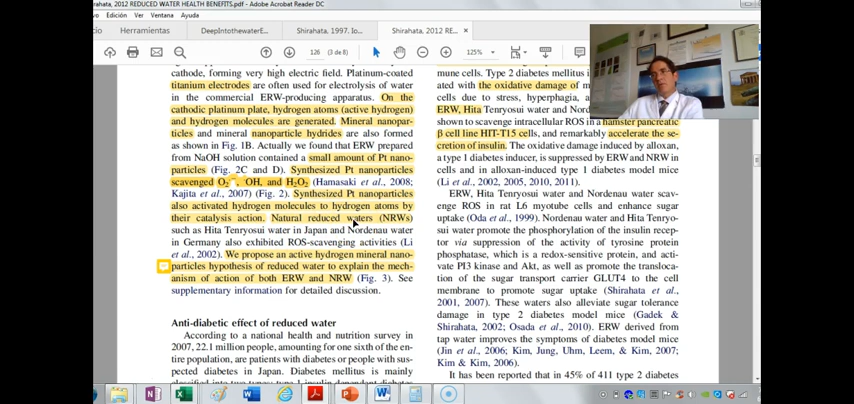 Shirahata, 2012 REDUCED WATER HEALTH BENEFITS.pdf - Adobe Acrobat Reader DC
vo Edición Ver Ventana Ayuda
cio Herramientas DeepIntothewaterE... Shirahata, 1997. Io... Shirahata, 2012 RE... ×
126 (3 de 8) 125%
cathode, forming very high electric field. Platinum-coated
titanium electrodes are often used for electrolysis of water
in the commercial ERW-producing apparatus. On the
cathodic platinum plate, hydrogen atoms (active hydrogen)
and hydrogen molecules are generated. Mineral nanopar-
ticles and mineral nanoparticle hydrides are also formed
as shown in Fig. 1B. Actually we found that ERW prepared
from NaOH solution contained a small amount of Pt nano-
particles (Fig. 2C and D). Synthesized Pt nanoparticles
scavenged O₂⁻, ·OH, and H₂O₂ (Hamasaki et al., 2008;
Kajita et al., 2007) (Fig. 2). Synthesized Pt nanoparticles
also activated hydrogen molecules to hydrogen atoms by
their catalysis action. Natural reduced waters (NRWs)
such as Hita Tenryosui water in Japan and Nordenau water
in Germany also exhibited ROS-scavenging activities (Li
et al., 2002). We propose an active hydrogen mineral nano-
particles hypothesis of reduced water to explain the mech-
anism of action of both ERW and NRW (Fig. 3). See
supplementary information for detailed discussion.
Anti-diabetic effect of reduced water
According to a national health and nutrition survey in
2007, 22.1 million people, amounting for one sixth of the
entire population, are patients with diabetes or people with sus-
pected diabetes in Japan. Diabetes mellitus is mainly
classified into two types: type 1 insulin-dependent diabetes
mune cells. Type 2 diabetes mellitus i
ated with the oxidative damage of
cells due to stress, hyperphagia, a
ERW, Hita Tenryosui water and Nord
shown to scavenge intracellular ROS in a hamster pancreatic
β cell line HIT-T15 cells, and remarkably accelerate the se-
cretion of insulin. The oxidative damage induced by alloxan,
a type 1 diabetes inducer, is suppressed by ERW and NRW in
cells and in alloxan-induced type 1 diabetes model mice
(Li et al., 2002, 2005, 2010, 2011).
ERW, Hita Tenryosui water and Nordenau water scav-
enge ROS in rat L6 myotube cells and enhance sugar
uptake (Oda et al., 1999). Nordenau water and Hita Tenryo-
sui water promote the phosphorylation of the insulin recep-
tor via suppression of the activity of tyrosine protein
phosphatase, which is a redox-sensitive protein, and acti-
vate PI3 kinase and Akt, as well as promote the transloca-
tion of the sugar transport carrier GLUT4 to the cell
membrane to promote sugar uptake (Shirahata et al.,
2001, 2007). These waters also alleviate sugar tolerance
damage in type 2 diabetes model mice (Gadek &
Shirahata, 2002; Osada et al., 2010). ERW derived from
tap water improves the symptoms of diabetes model mice
(Jin et al., 2006; Kim, Jung, Uhm, Leem, & Kim, 2007;
Kim & Kim, 2006).
It has been reported that in 45% of 411 type 2 diabetes